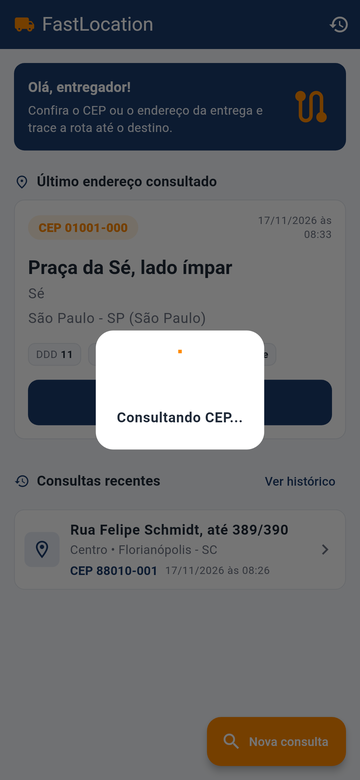 FastLocation
Olá, entregador!
Confira o CEP ou o endereço da entrega e
trace a rota até o destino.
Último endereço consultado
CEP 01001-000
17/11/2026 às
08:33
Praça da Sé, lado ímpar
Sé
São Paulo - SP (São Paulo)
DDD 11
Consultando CEP...
Consultas recentes
Ver histórico
Rua Felipe Schmidt, até 389/390
Centro • Florianópolis - SC
CEP 88010-001 17/11/2026 às 08:26
Nova consulta